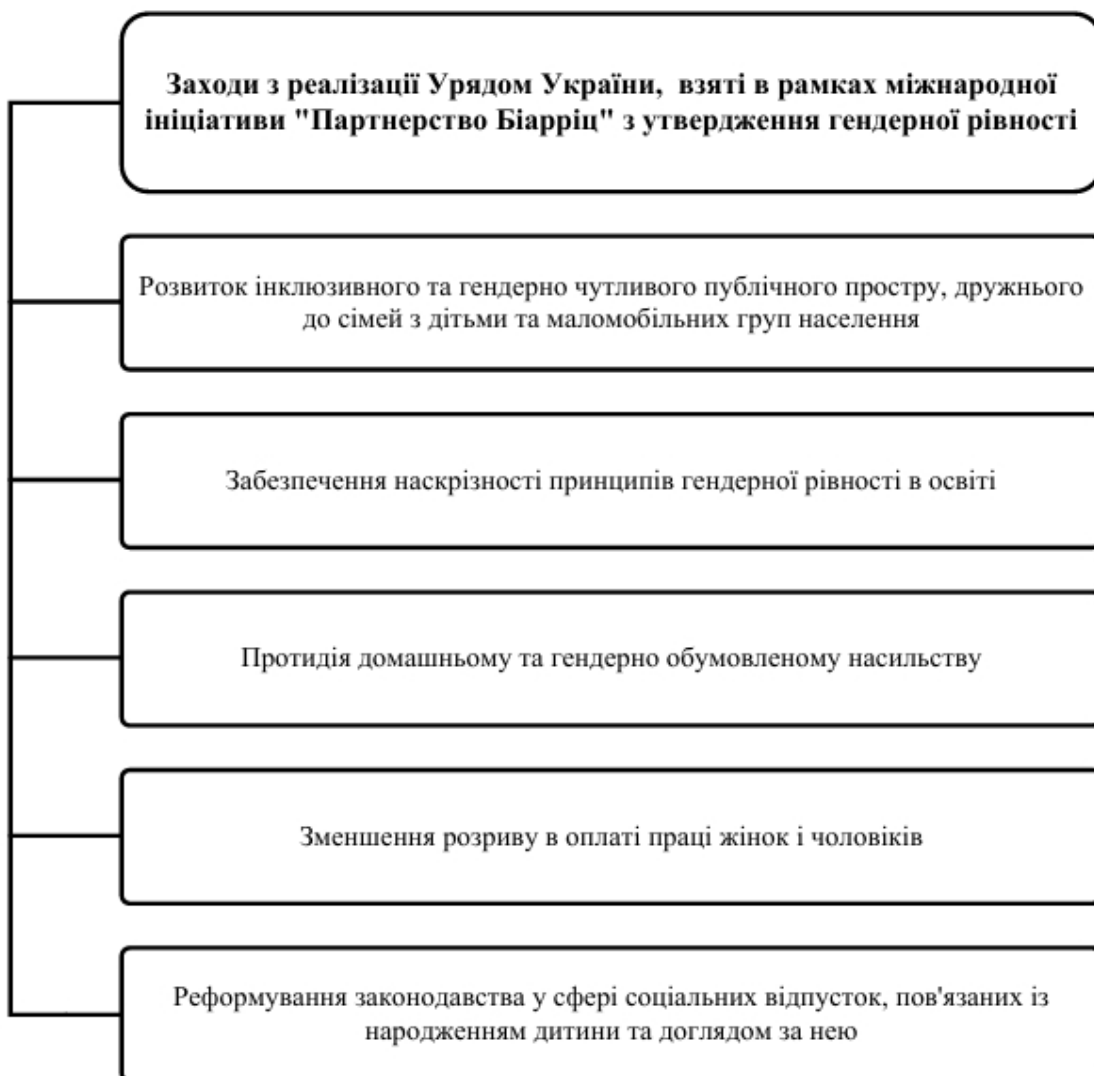 Заходи з реалізації Урядом України, взяті в рамках міжнародної
ініціативи "Партнерство Біарріц" з утвердження гендерної рівності
Розвиток інклюзивного та гендерно чутливого публічного простру, дружнього
до сімей з дітьми та маломобільних груп населення
Забезпечення наскрізності принципів гендерної рівності в освіті
Протидія домашньому та гендерно обумовленому насильству
Зменшення розриву в оплаті праці жінок і чоловіків
Реформування законодавства у сфері соціальних відпусток, пов'язаних із
народженням дитини та доглядом за нею